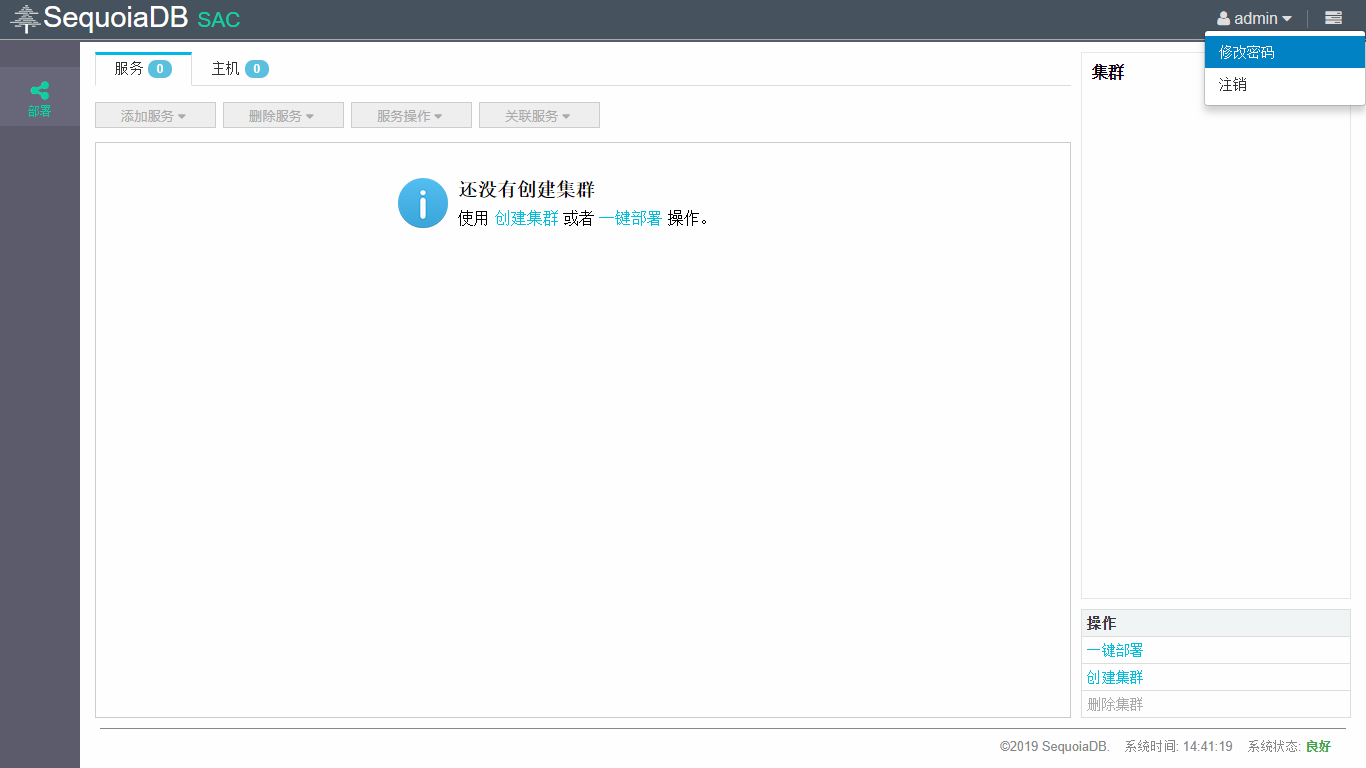 SequoiaDB SAC
admin
修改密码
注销
部署
服务 0
主机 0
添加服务
删除服务
服务操作
关联服务
还没有创建集群
使用 创建集群 或者 一键部署 操作。
集群
操作
一键部署
创建集群
删除集群
©2019 SequoiaDB. 系统时间: 14:41:19 系统状态: 良好